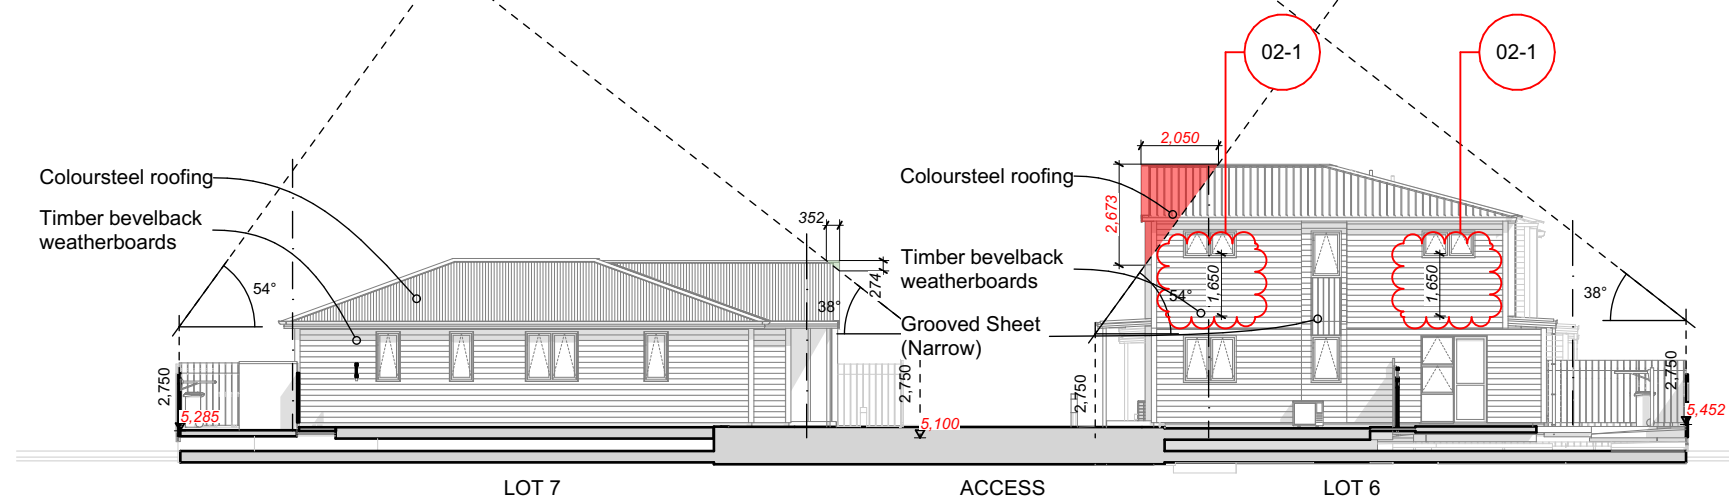 02-1
02-1
2,050
Coloursteel roofing
Coloursteel roofing
2,673
Timber bevelback
weatherboards
352
274
Timber bevelback
weatherboards
54°
38°
54°
1,650
1,650
38°
Grooved Sheet
(Narrow)
2,750
2,750
2,750
2,750
5,285
5,100
5,452
LOT 7
ACCESS
LOT 6